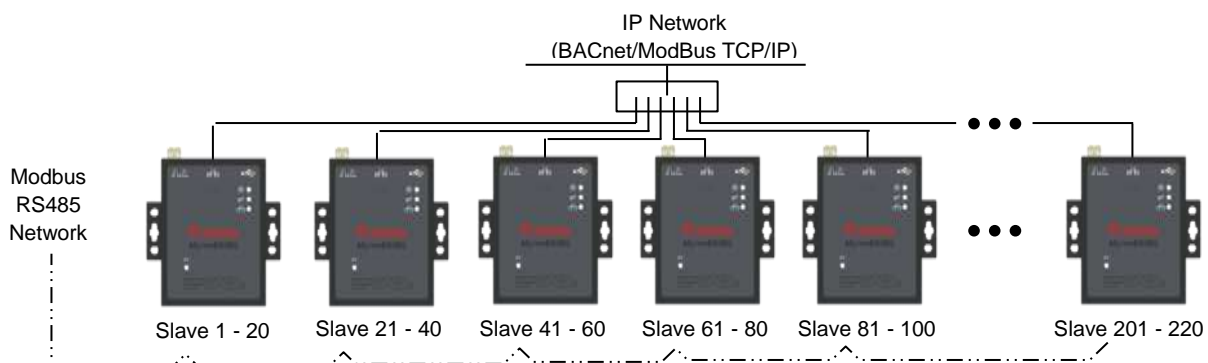 IP Network
(BACnet/ModBus TCP/IP)
Modbus
RS485
Network
Slave 1 - 20
Slave 21 - 40
Slave 41 - 60
Slave 61 - 80
Slave 81 - 100
Slave 201 - 220